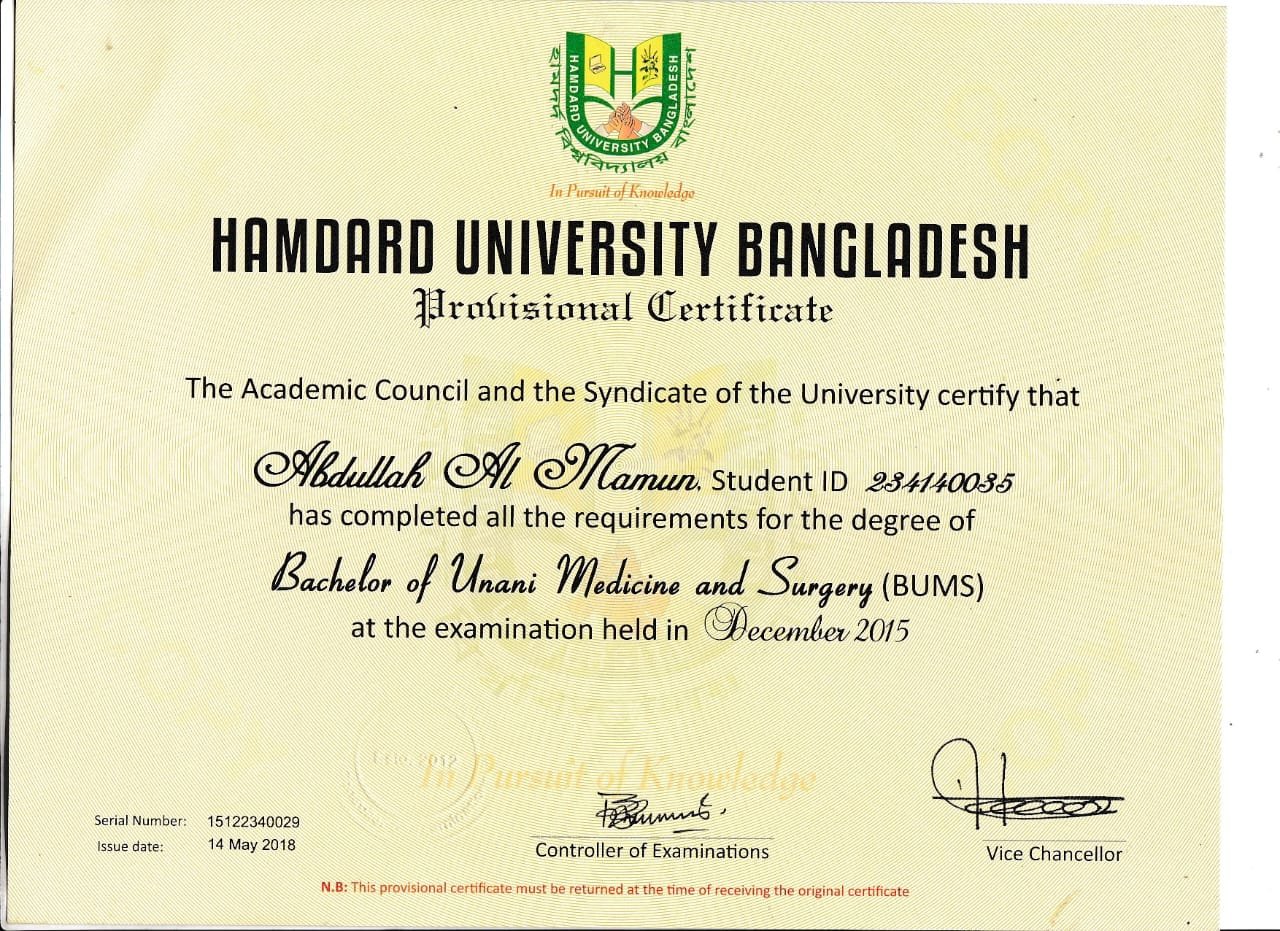 HAMDARD UNIVERSITY BANGLADESH
হামদর্দ বিশ্ববিদ্যালয় বাংলাদেশ
In Pursuit of Knowledge
HAMDARD UNIVERSITY BANGLADESH
Provisional Certificate
The Academic Council and the Syndicate of the University certify that
Abdullah Al Mamun, Student ID 234140035
has completed all the requirements for the degree of
Bachelor of Unani Medicine and Surgery (BUMS)
at the examination held in December 2015
In Pursuit of Knowledge
Serial Number: 15122340029
Issue date: 14 May 2018
Controller of Examinations
Vice Chancellor
N.B: This provisional certificate must be returned at the time of receiving the original certificate